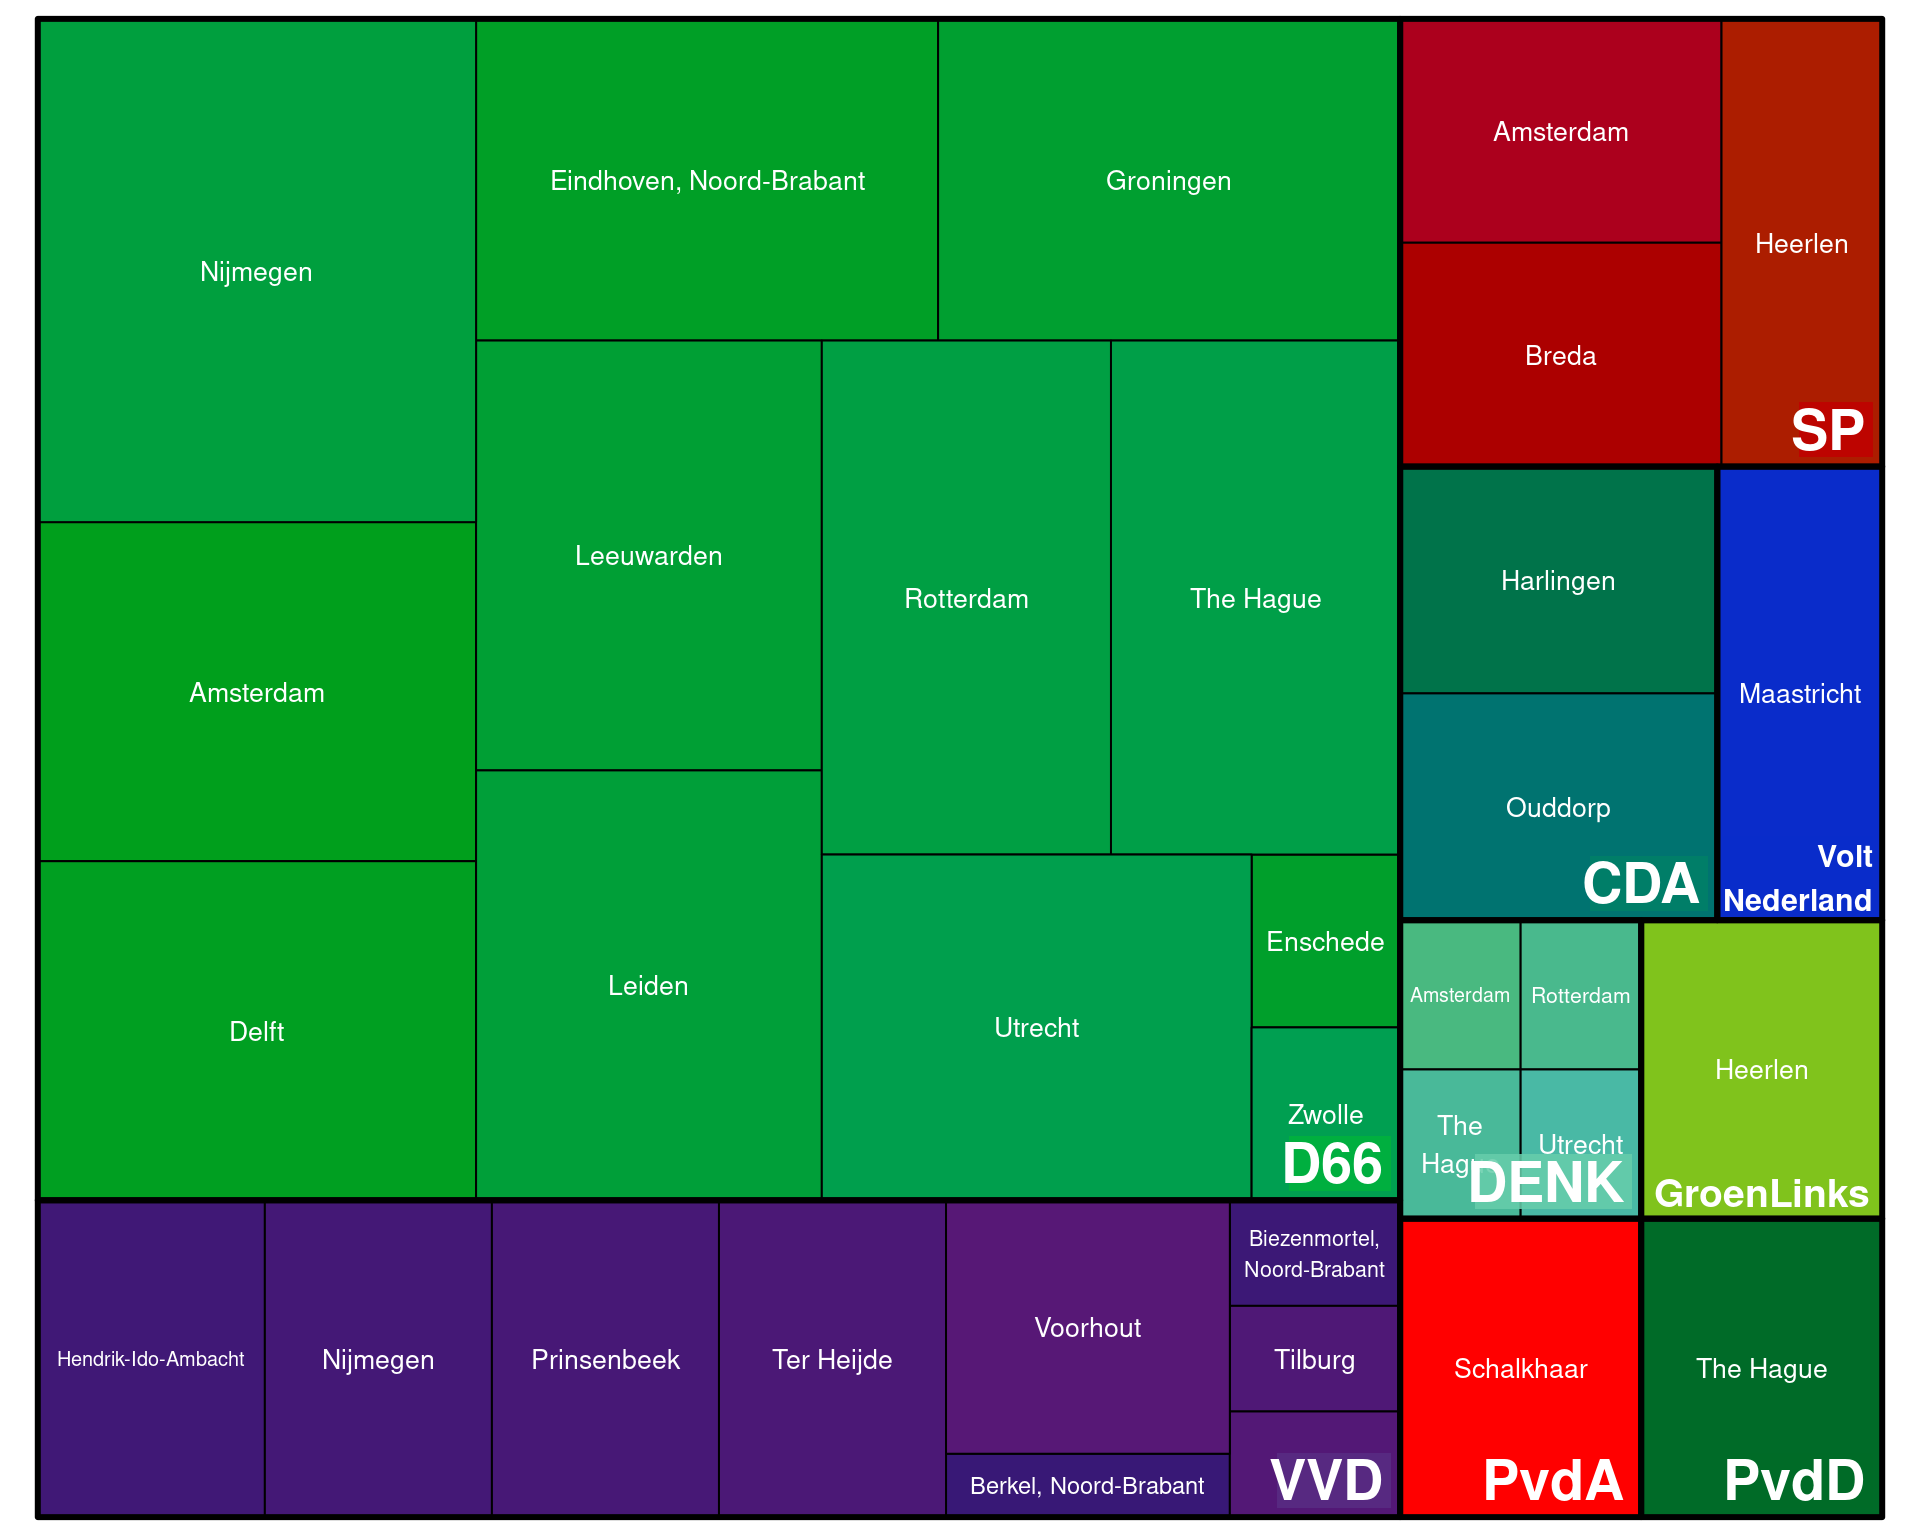 Nijmegen
Amsterdam
Delft
Eindhoven, Noord-Brabant
Groningen
Leeuwarden
Leiden
Rotterdam
The Hague
Utrecht
Enschede
Zwolle
D66
Hendrik-Ido-Ambacht
Nijmegen
Prinsenbeek
Ter Heijde
Voorhout
Berkel, Noord-Brabant
Biezenmortel,
Noord-Brabant
Tilburg
VVD
Amsterdam
Breda
Heerlen
SP
Harlingen
Ouddorp
CDA
Maastricht
Volt
Nederland
Amsterdam
Rotterdam
The
Hague
Utrecht
DENK
Heerlen
GroenLinks
Schalkhaar
PvdA
The Hague
PvdD